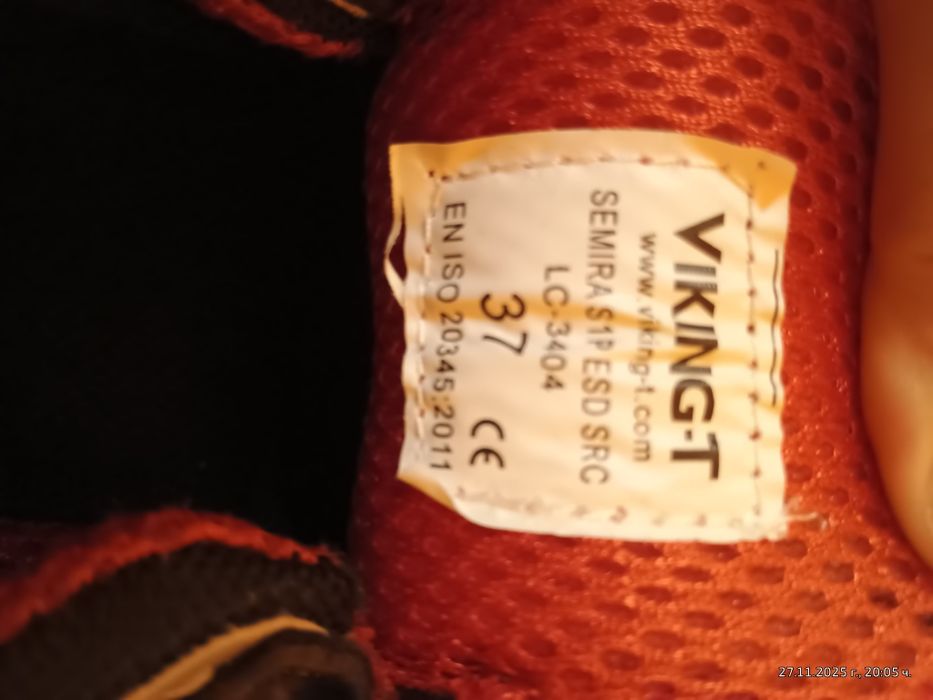 VIKING-T
www.viking-t.com
SEMIRA S1P ESD SRC
LC-3404
37 CE
EN ISO 20345:2011
27.11.2025 г., 20:05 ч.